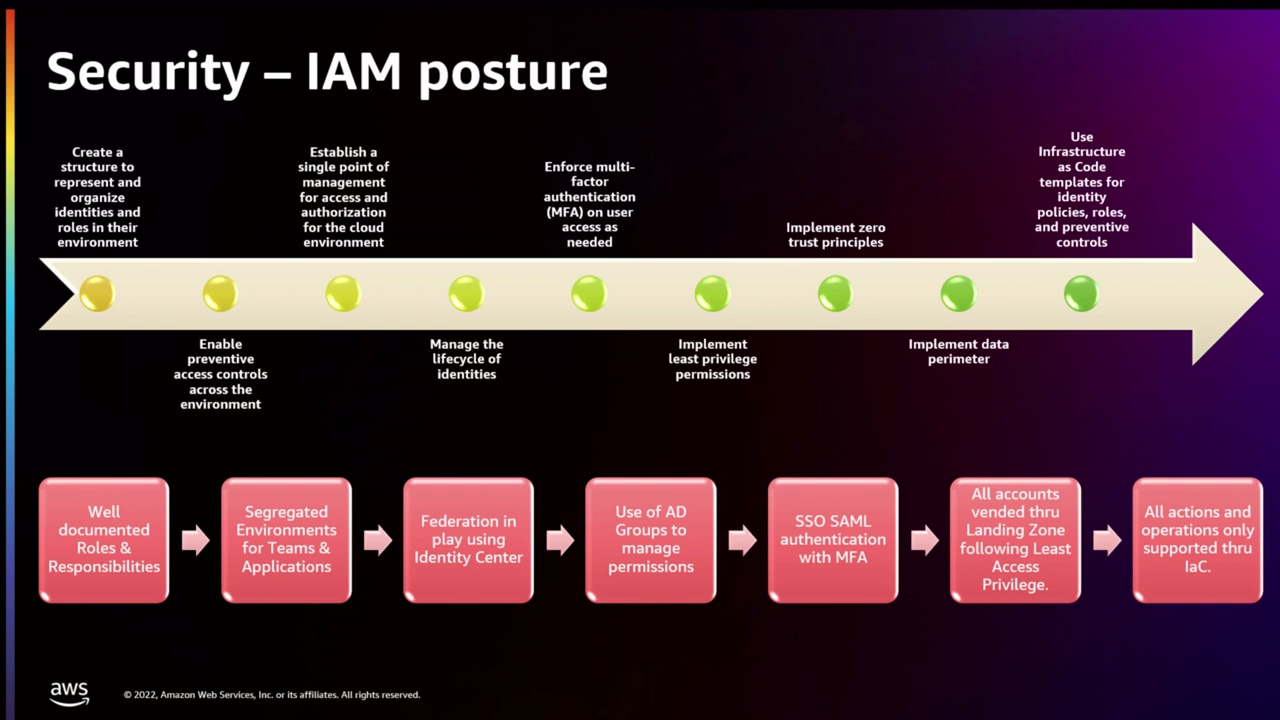 Security – IAM posture
Create a
structure to
represent and
organize
identities and
roles in their
environment
Enable
preventive
access controls
across the
environment
Establish a
single point of
management
for access and
authorization
for the cloud
environment
Manage the
lifecycle of
identities
Enforce multi-
factor
authentication
(MFA) on user
access as
needed
Implement
least privilege
permissions
Implement zero
trust principles
Implement data
perimeter
Use
Infrastructure
as Code
templates for
identity
policies, roles,
and preventive
controls
Well
documented
Roles &
Responsibilities
Segregated
Environments
for Teams &
Applications
Federation in
play using
Identity Center
Use of AD
Groups to
manage
permissions
SSO SAML
authentication
with MFA
All accounts
vended thru
Landing Zone
following Least
Access
Privilege.
All actions and
operations only
supported thru
IaC.
aws
© 2022, Amazon Web Services, Inc. or its affiliates. All rights reserved.